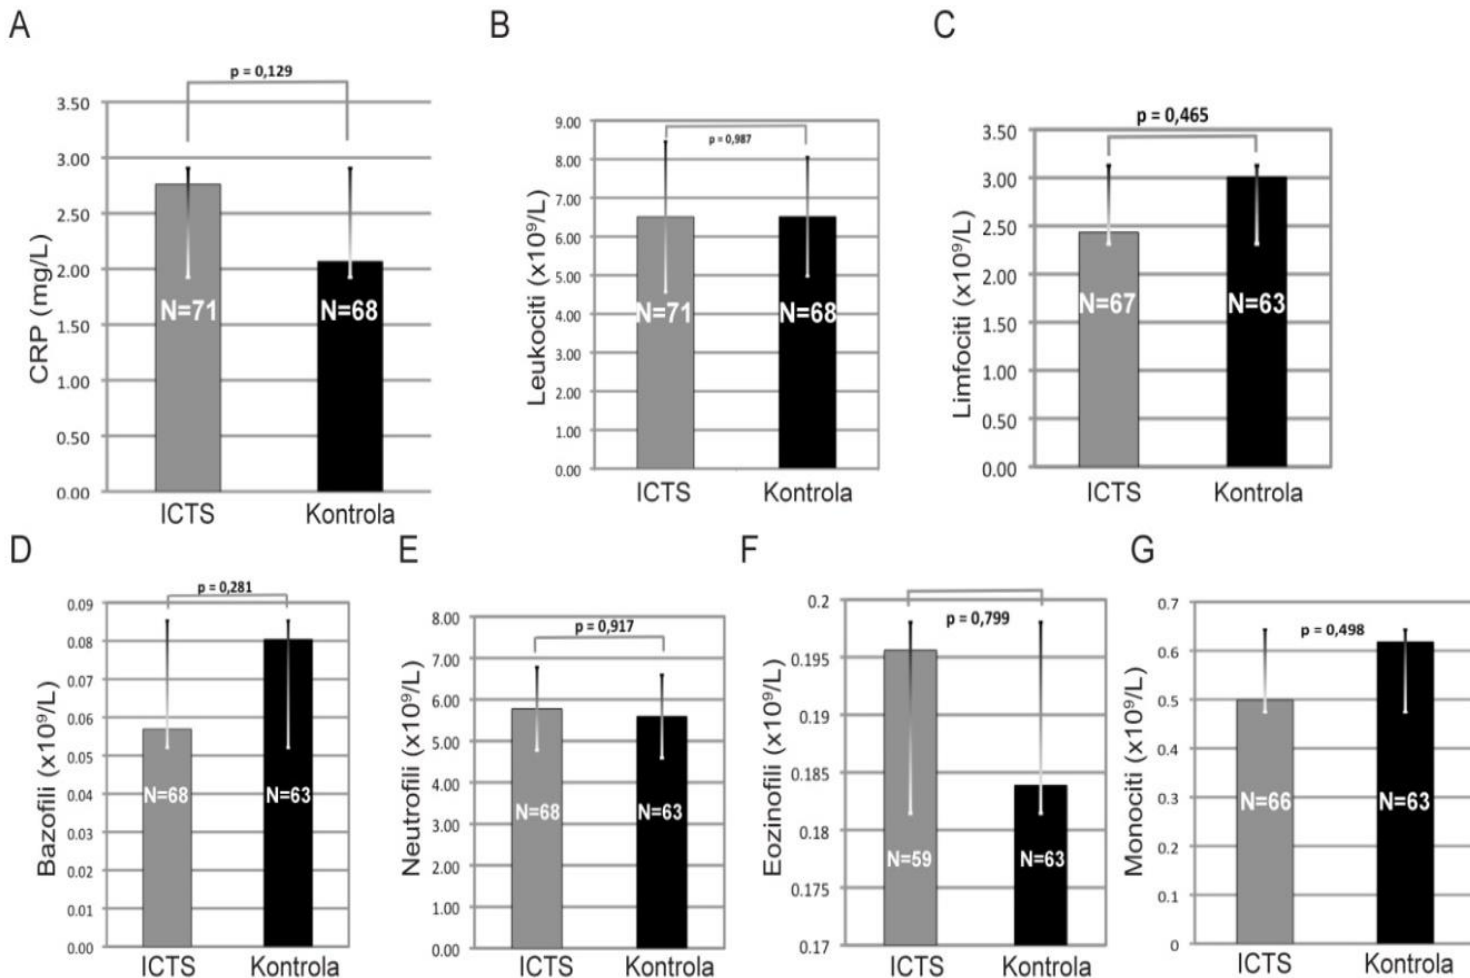 A
p = 0,129
3.50
3.00
2.50
2.00
1.50
1.00
0.50
0.00
CRP (mg/L)
N=71
N=68
ICTS
Kontrola
B
9.00
8.00
7.00
6.00
5.00
4.00
3.00
2.00
1.00
0.00
Leukociti (x10⁹/L)
p = 0,987
N=71
N=68
ICTS
Kontrola
C
p = 0,465
3.50
3.00
2.50
2.00
1.50
1.00
0.50
0.00
Limfociti (x10⁹/L)
N=67
N=63
ICTS
Kontrola
D
p = 0,281
0.09
0.08
0.07
0.06
0.05
0.04
0.03
0.02
0.01
0.00
Bazofili (x10⁹/L)
N=68
N=63
ICTS
Kontrola
E
8.00
7.00
6.00
5.00
4.00
3.00
2.00
1.00
0.00
Neutrofili (x10⁹/L)
p = 0,917
N=68
N=63
ICTS
Kontrola
F
0.2
0.195
0.19
0.185
0.18
0.175
0.17
Eozinofili (x10⁹/L)
p = 0,799
N=59
N=63
ICTS
Kontrola
G
0.7
0.6
0.5
0.4
0.3
0.2
0.1
0
Monociti (x10⁹/L)
p = 0,498
N=66
N=63
ICTS
Kontrola